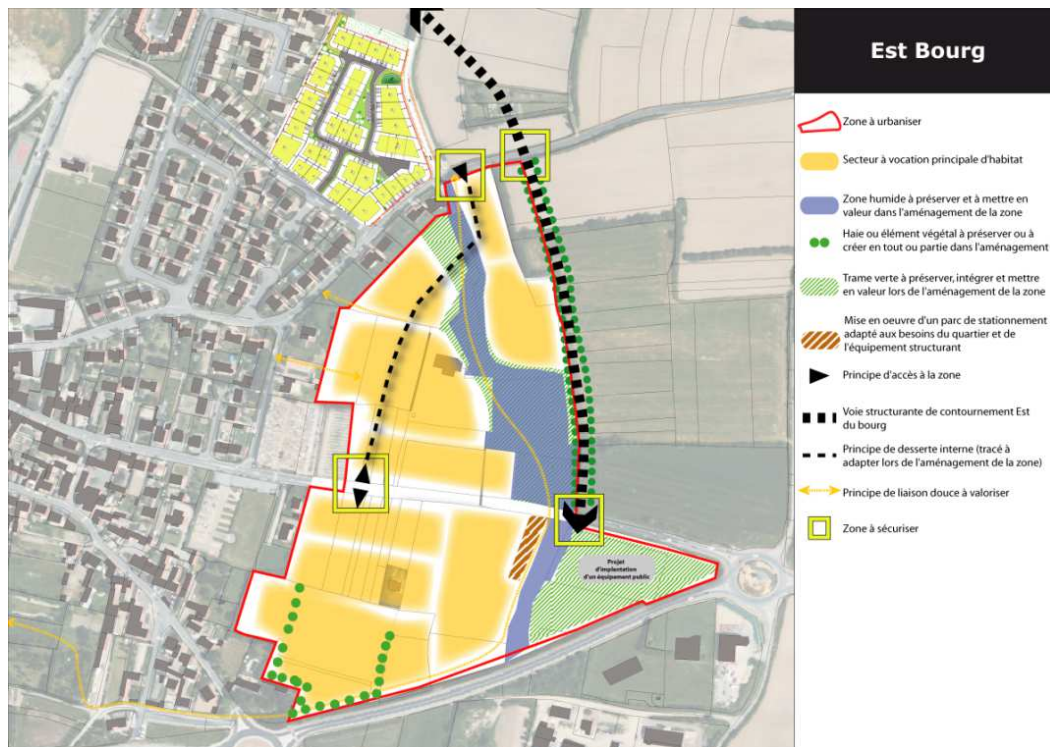 Est Bourg
Zone à urbaniser
Secteur à vocation principale d'habitat
Zone humide à préserver et à mettre en
valeur dans l'aménagement de la zone
Haie ou élément végétal à préserver ou à
créer en tout ou partie dans l'aménagement
Trame verte à préserver, intégrer et mettre
en valeur lors de l'aménagement de la zone
Mise en oeuvre d'un parc de stationnement
adapté aux besoins du quartier et de
l'équipement structurant
Principe d'accès à la zone
Voie structurante de contournement Est
du bourg
Principe de desserte interne (tracé à
adapter lors de l'aménagement de la zone)
Principe de liaison douce à valoriser
Zone à sécuriser
Projet
d'implantation
d'un équipement public